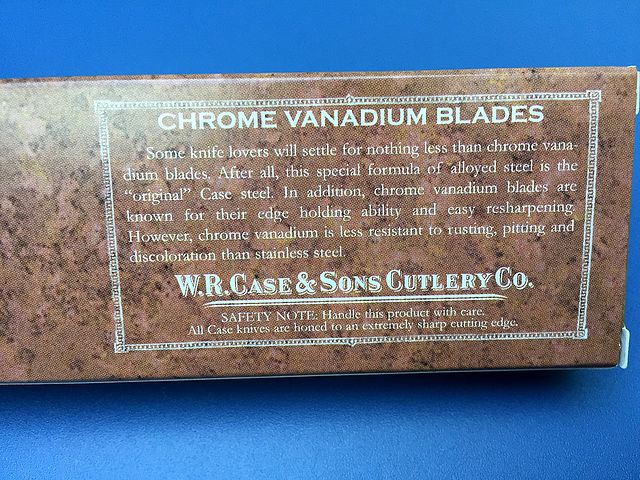 CHROME VANADIUM BLADES
Some knife lovers will settle for nothing less than chrome vana-
dium blades. After all, this special formula of alloyed steel is the
“original” Case steel. In addition, chrome vanadium blades are
known for their edge holding ability and easy resharpening.
However, chrome vanadium is less resistant to rusting, pitting and
discoloration than stainless steel.
W.R. CASE & SONS CUTLERY CO.
SAFETY NOTE: Handle this product with care.
All Case knives are honed to an extremely sharp cutting edge.